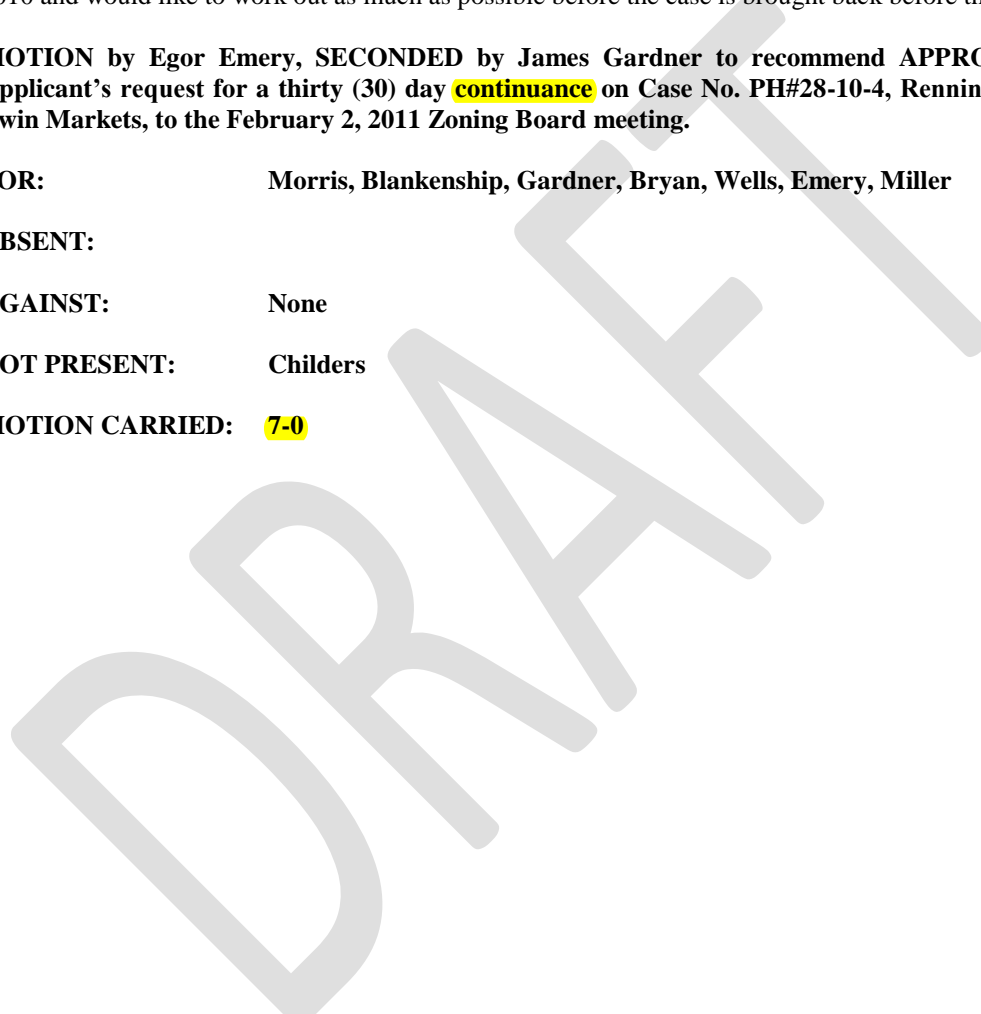 010 and would like to work out as much as possible before the case is brought back before th
MOTION by Egor Emery, SECONDED by James Gardner to recommend APPRO
pplicant's request for a thirty (30) day continuance on Case No. PH#28-10-4, Rennin
win Markets, to the February 2, 2011 Zoning Board meeting.
OR: Morris, Blankenship, Gardner, Bryan, Wells, Emery, Miller
BSENT:
GAINST: None
OT PRESENT: Childers
MOTION CARRIED: 7-0
DRAFT